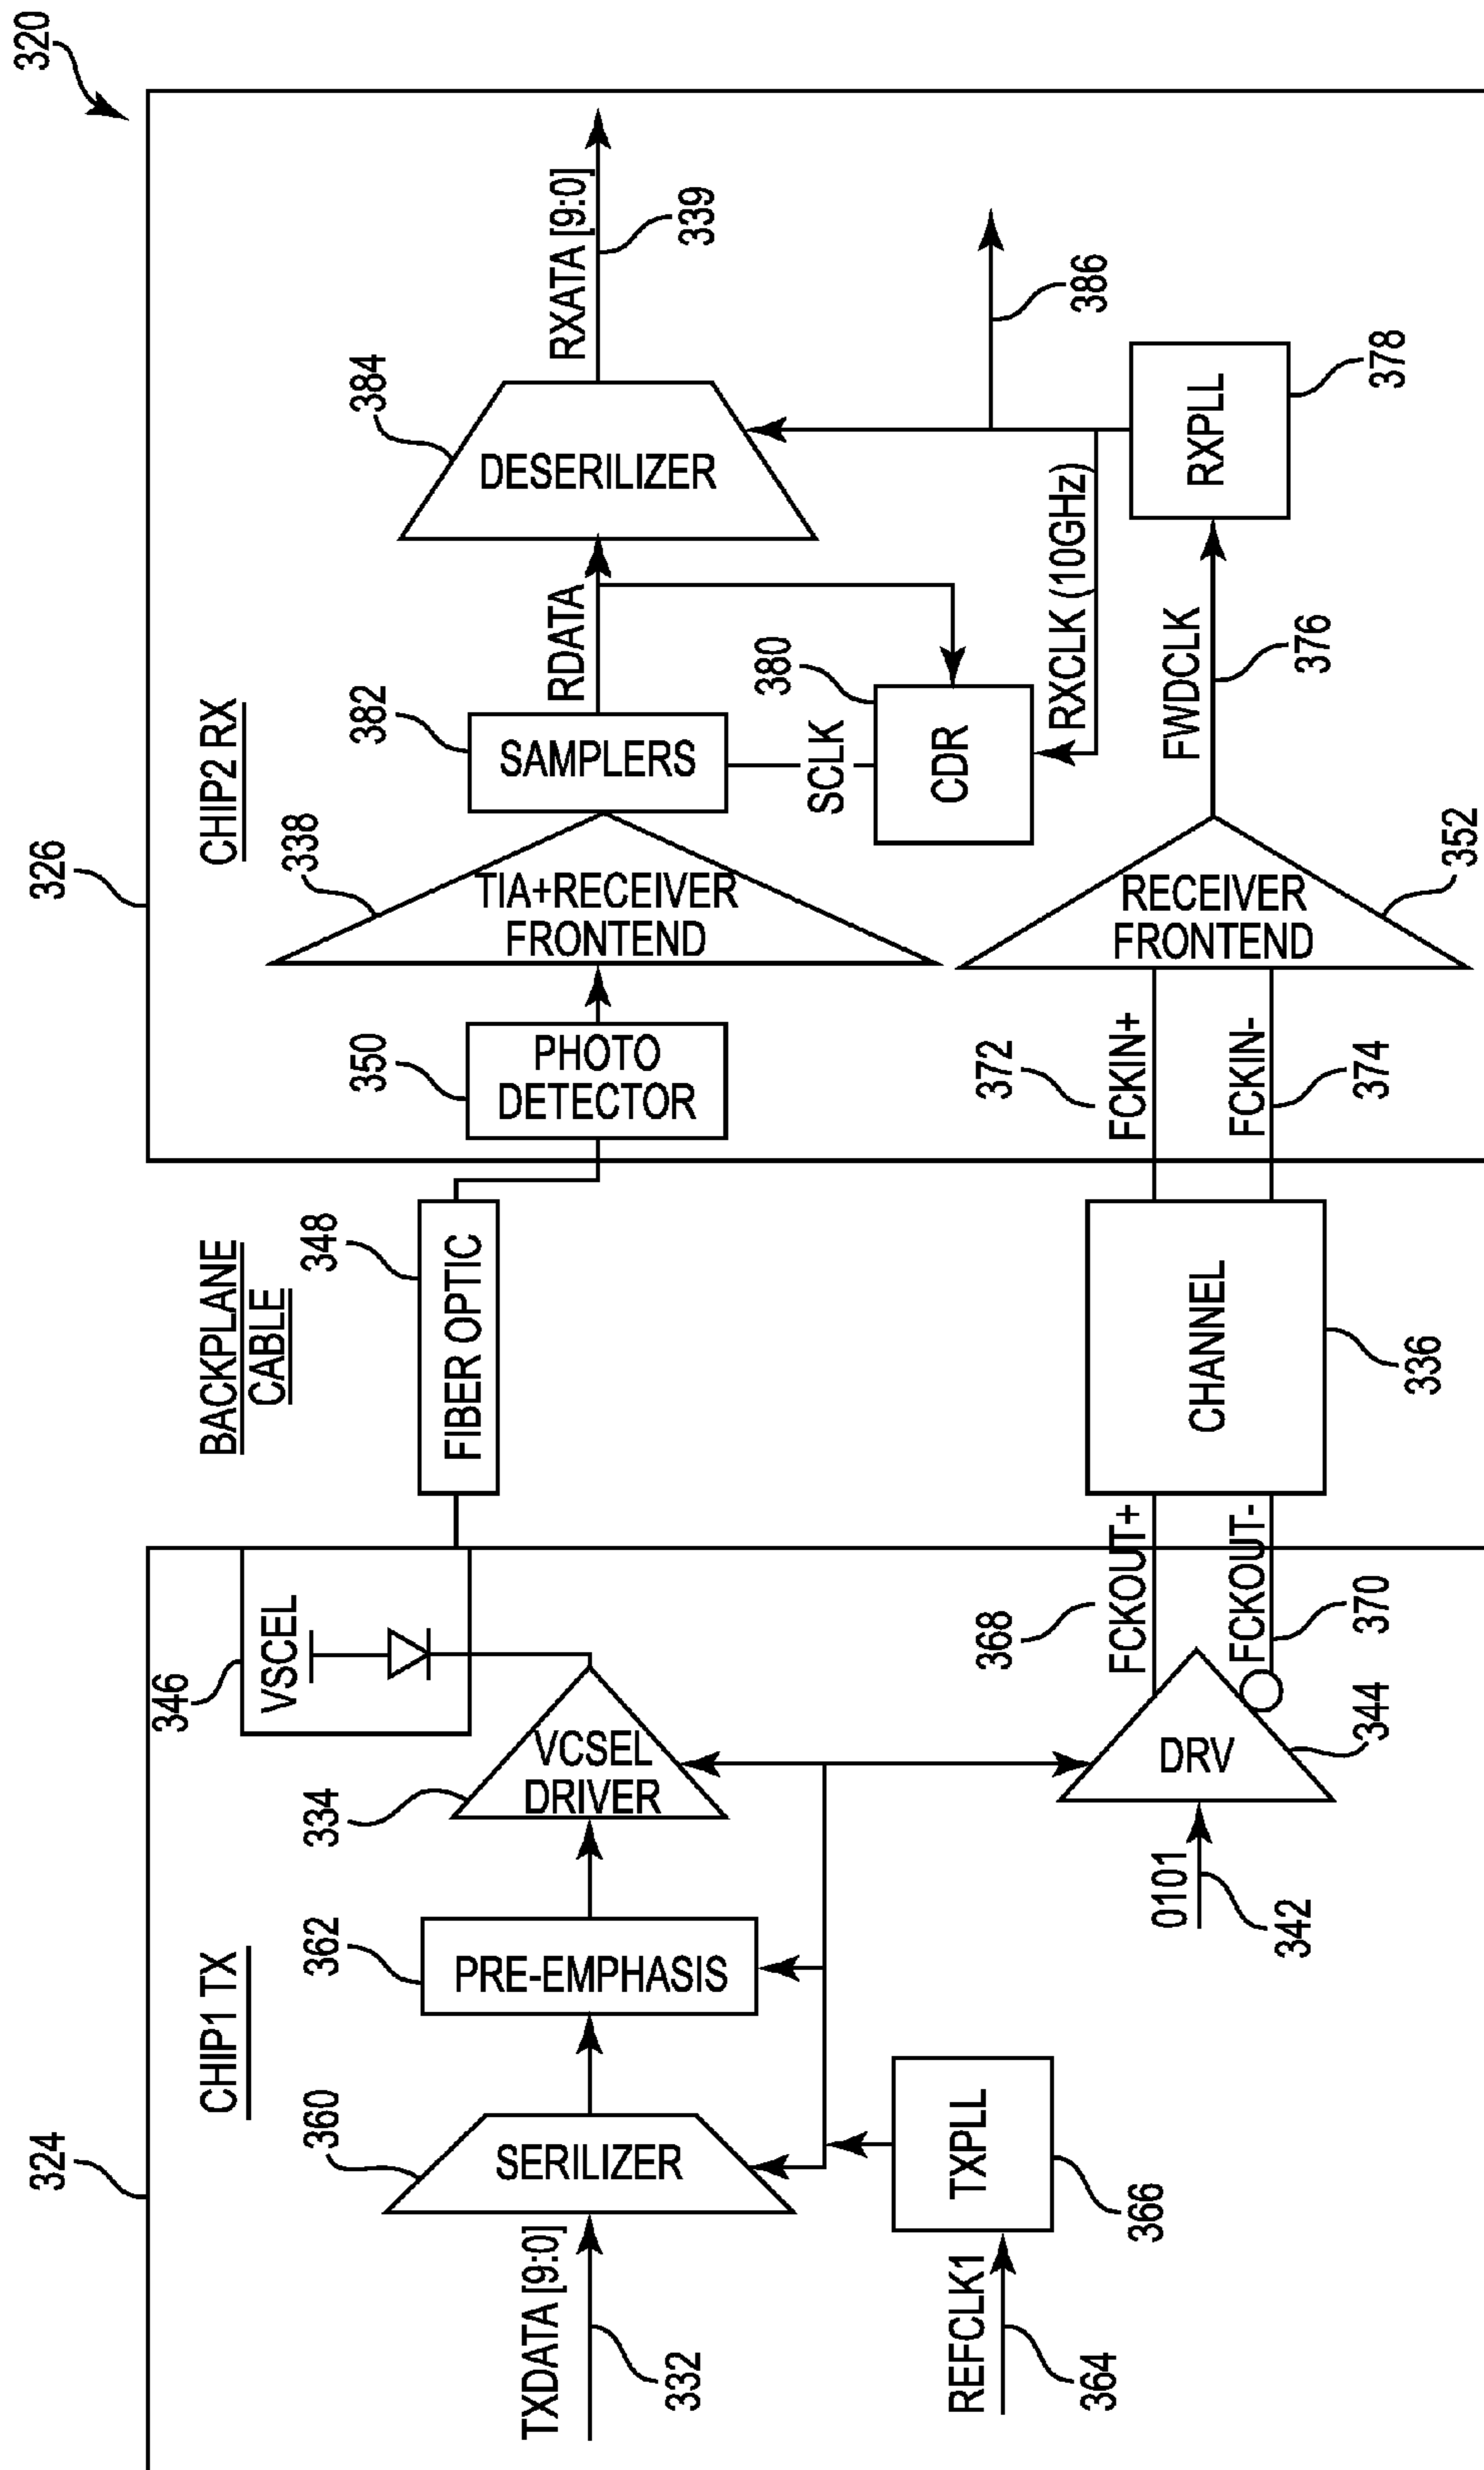 320
324
CHIP1 TX
BACKPLANE
CABLE
326
CHIP2 RX
TXDATA [9:0]
332
SERILIZER
360
PRE-EMPHASIS
362
VCSEL
DRIVER
334
VSCEL
346
FIBER OPTIC
348
PHOTO
DETECTOR
350
TIA+RECEIVER
FRONTEND
338
SAMPLERS
382
RDATA
DESERILIZER
384
RXATA [9:0]
339
SCLK
CDR
380
RXCLK (10GHz)
386
REFCLK1
364
TXPLL
366
0101
342
DRV
344
FCKOUT+
368
FCKOUT-
370
CHANNEL
336
FCKIN+
372
FCKIN-
374
RECEIVER
FRONTEND
352
FWDCLK
376
RXPLL
378